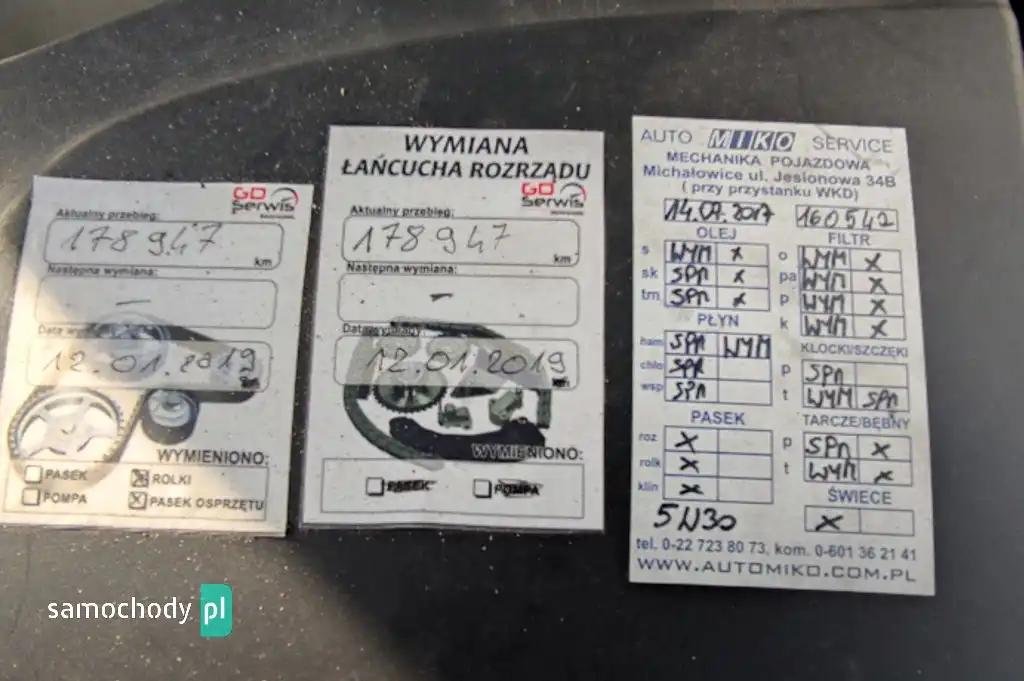 GO
Serwis
Aktualny przebieg:
178947
km
Następna wymiana:
—
12.01.2019
WYMIENIONO:
PASEK
ROLKI
POMPA
PASEK OSPRZĘTU
WYMIANA
ŁAŃCUCHA ROZRZĄDU
GO
Serwis
Aktualny przebieg:
178947
km
Następna wymiana:
—
12.01.2019
WYMIENIONO:
PASEK
POMPA
AUTO MIKO SERVICE
MECHANIKA POJAZDOWA
Michałowice ul. Jesionowa 34B
( przy przystanku WKD)
14.07.2017 160542
OLEJ
s WYM x
sk SPR x
tm SPR x
PŁYN
ham SPR WYM
chło SPR
wsp SPR
PASEK
roz x
rolk x
klin x
5W30
FILTR
o WYM x
pa WYM x
p WYM x
k WYM x
KLOCKI/SZCZĘKI
p SPR
t WYM SPR
TARCZE/BĘBNY
p SPR x
t WYM x
ŚWIECE
x
tel. 0-22 723 80 73, kom. 0-601 36 21 41
WWW.AUTOMIKO.COM.PL
samochody pl